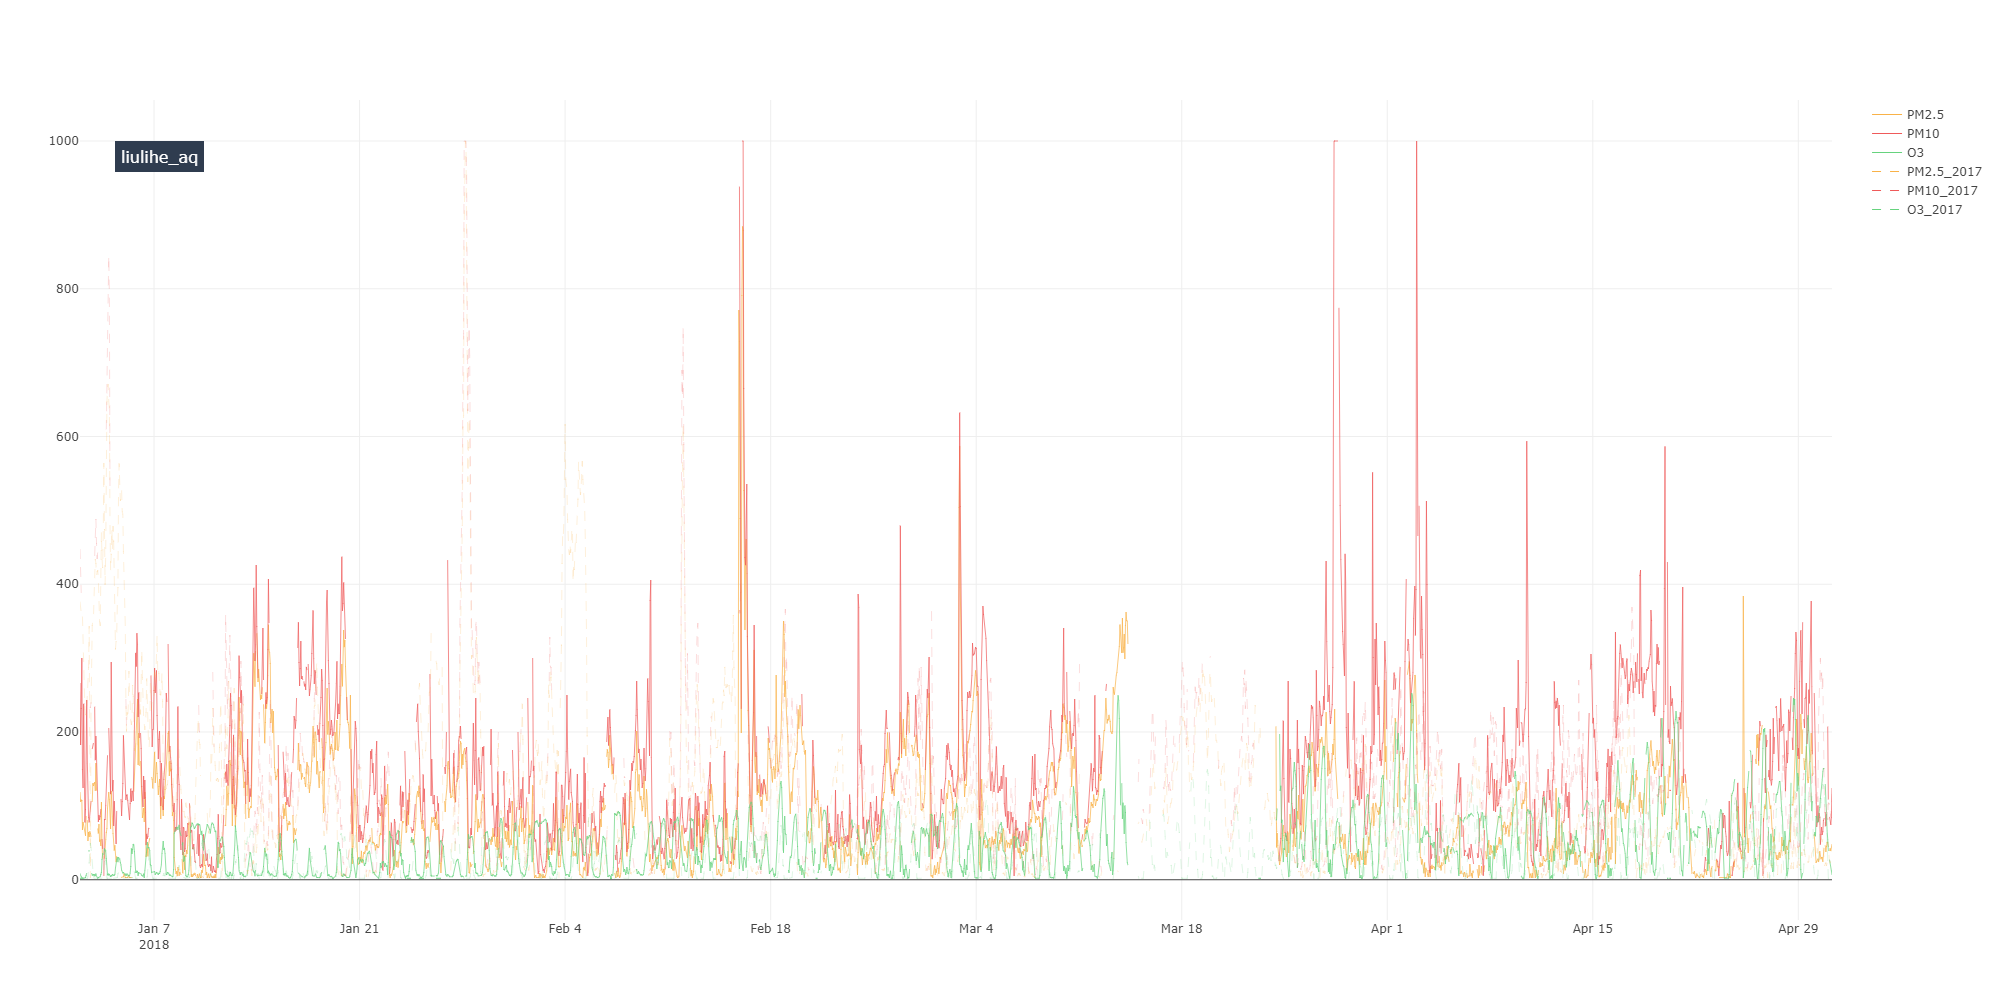 liulihe_aq
PM2.5
PM10
O3
PM2.5_2017
PM10_2017
O3_2017
1000
800
600
400
200
0
Jan 7
2018
Jan 21
Feb 4
Feb 18
Mar 4
Mar 18
Apr 1
Apr 15
Apr 29